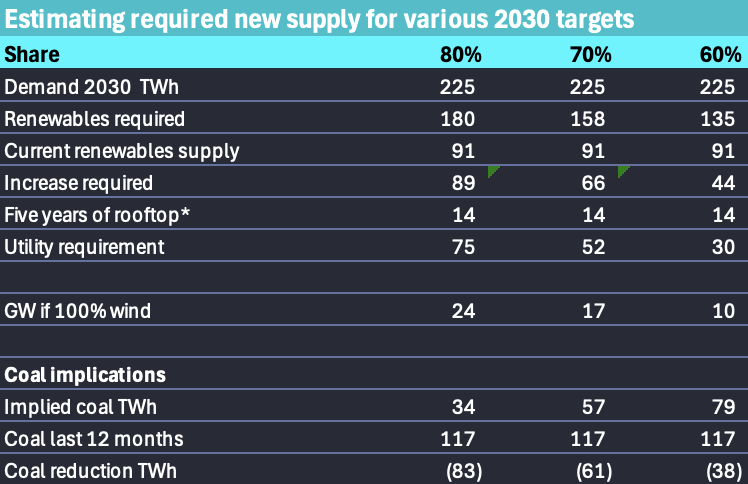 Estimating required new supply for various 2030 targets
Share 80% 70% 60%
Demand 2030 TWh 225 225 225
Renewables required 180 158 135
Current renewables supply 91 91 91
Increase required 89 66 44
Five years of rooftop* 14 14 14
Utility requirement 75 52 30
GW if 100% wind 24 17 10
Coal implications
Implied coal TWh 34 57 79
Coal last 12 months 117 117 117
Coal reduction TWh (83) (61) (38)